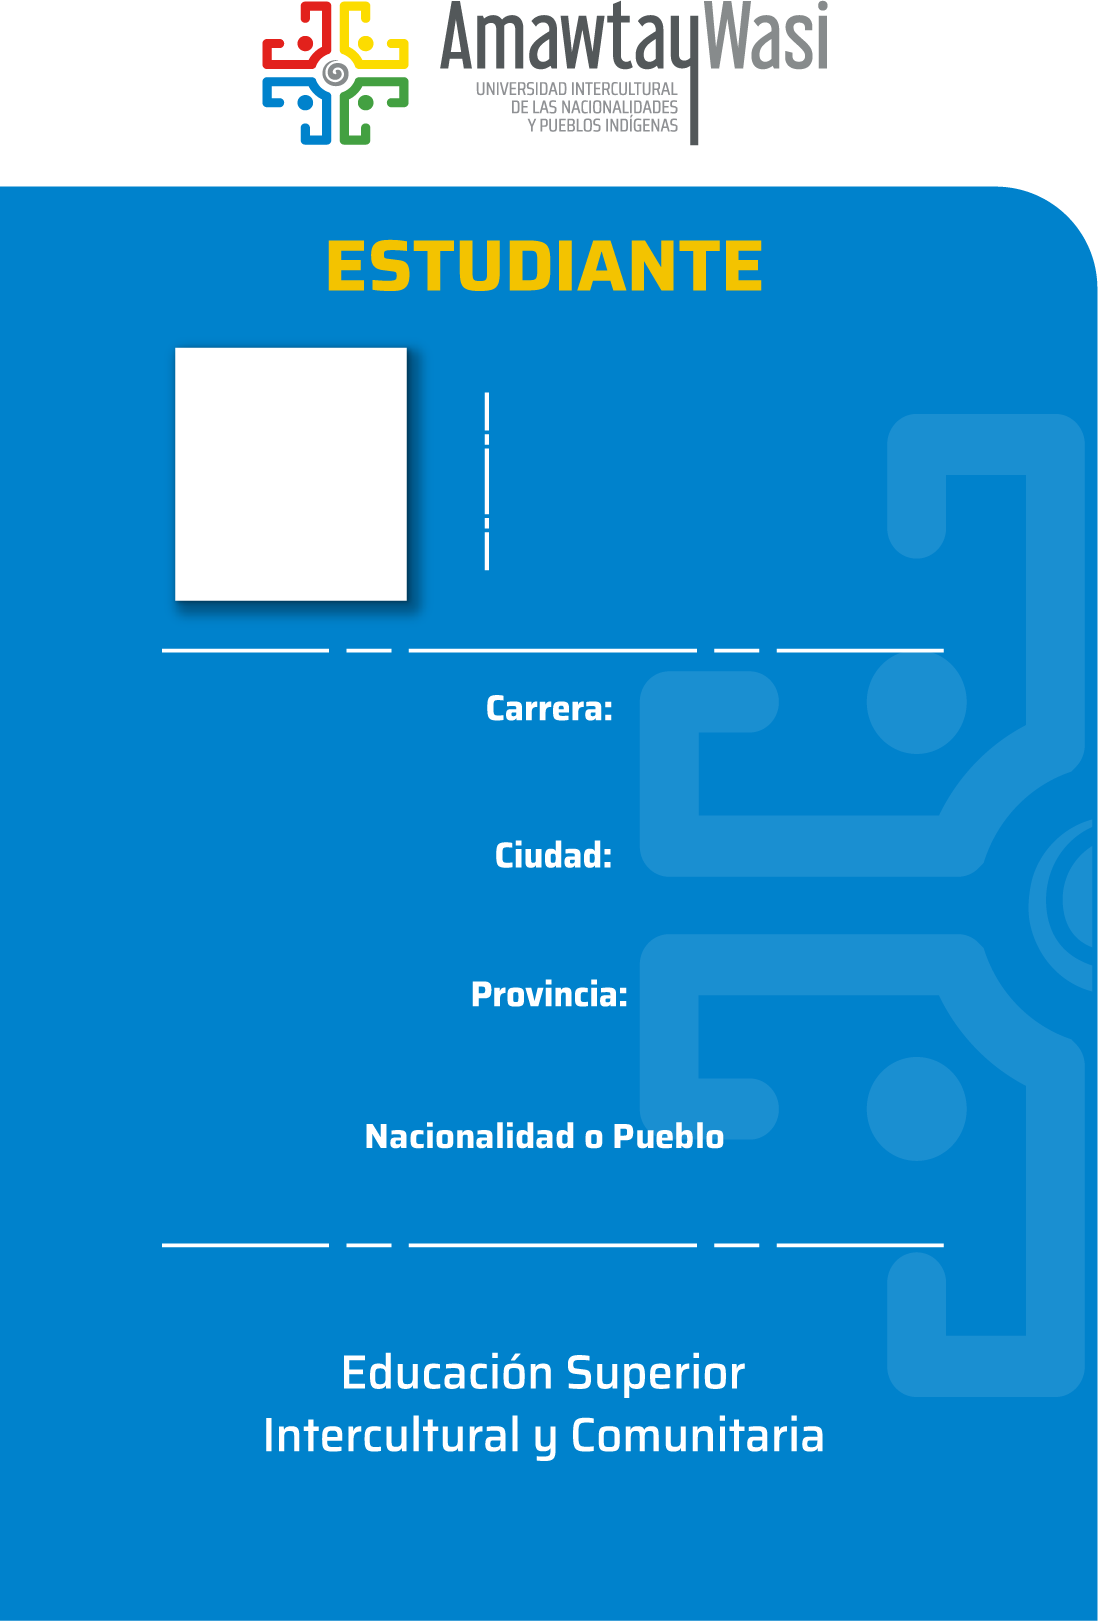 AmawtayWasi
UNIVERSIDAD INTERCULTURAL
DE LAS NACIONALIDADES
Y PUEBLOS INDÍGENAS
ESTUDIANTE
Carrera:
Ciudad:
Provincia:
Nacionalidad o Pueblo
Educación Superior
Intercultural y Comunitaria